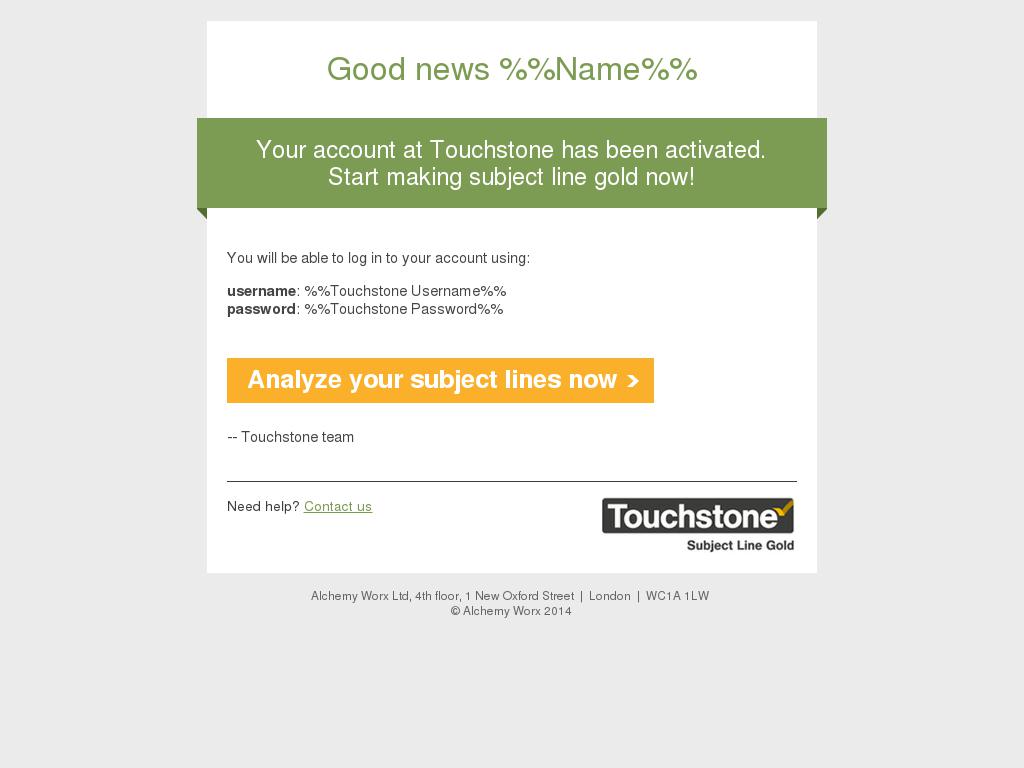 Good news %%Name%%
Your account at Touchstone has been activated.
Start making subject line gold now!
You will be able to log in to your account using:
username: %%Touchstone Username%%
password: %%Touchstone Password%%
Analyze your subject lines now >
-- Touchstone team
Need help? Contact us
Touchstone
Subject Line Gold
Alchemy Worx Ltd, 4th floor, 1 New Oxford Street | London | WC1A 1LW
© Alchemy Worx 2014